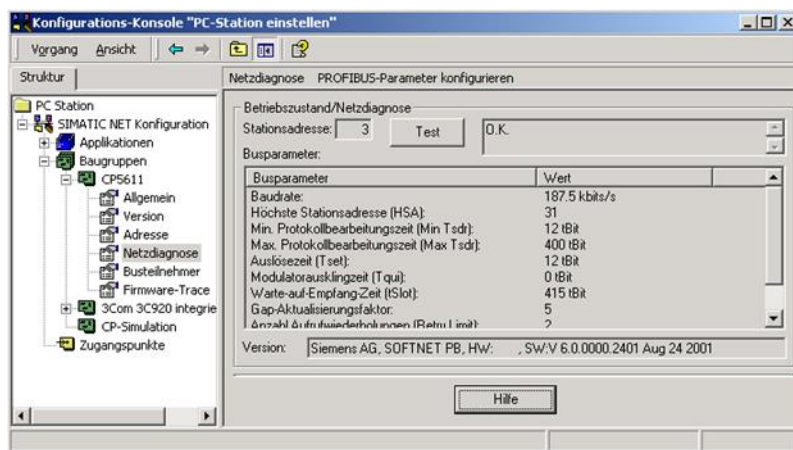 Konfigurations-Konsole "PC-Station einstellen"
Vorgang Ansicht
Struktur
Netzdiagnose PROFIBUS-Parameter konfigurieren
PC Station
SIMATIC NET Konfiguration
Applikationen
Baugruppen
CP5611
Allgemein
Version
Adresse
Netzdiagnose
Busteilnehmer
Firmware-Trace
3Com 3C920 integrie
CP-Simulation
Zugangspunkte
Betriebszustand/Netzdiagnose
Stationsadresse: 3 Test O.K.
Busparameter:
Busparameter Wert
Baudrate: 187.5 kbits/s
Höchste Stationsadresse (HSA): 31
Min. Protokollbearbeitungszeit (Min Tsdr): 12 tBit
Max. Protokollbearbeitungszeit (Max Tsdr): 400 tBit
Auslösezeit (Tset): 12 tBit
Modulatorausklingzeit (Tqui): 0 tBit
Warte-auf-Empfang-Zeit (tSlot): 415 tBit
Gap-Aktualisierungsfaktor: 5
Anzahl Aufrufwiederholungen (Retry Limit): 2
Version: Siemens AG, SOFTNET PB, HW: , SW:V 6.0.0000.2401 Aug 24 2001
Hilfe